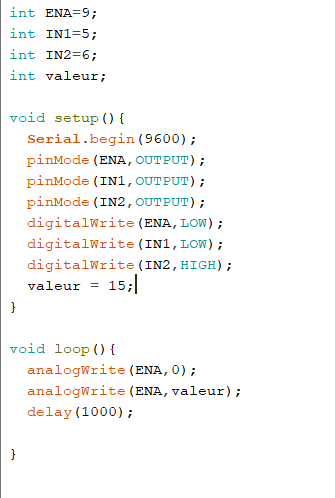 int ENA=9;
int IN1=5;
int IN2=6;
int valeur;
void setup(){
Serial.begin(9600);
pinMode(ENA,OUTPUT);
pinMode(IN1,OUTPUT);
pinMode(IN2,OUTPUT);
digitalWrite(ENA,LOW);
digitalWrite(IN1,LOW);
digitalWrite(IN2,HIGH);
valeur = 15;
}
void loop(){
analogWrite(ENA,0);
analogWrite(ENA,valeur);
delay(1000);
}